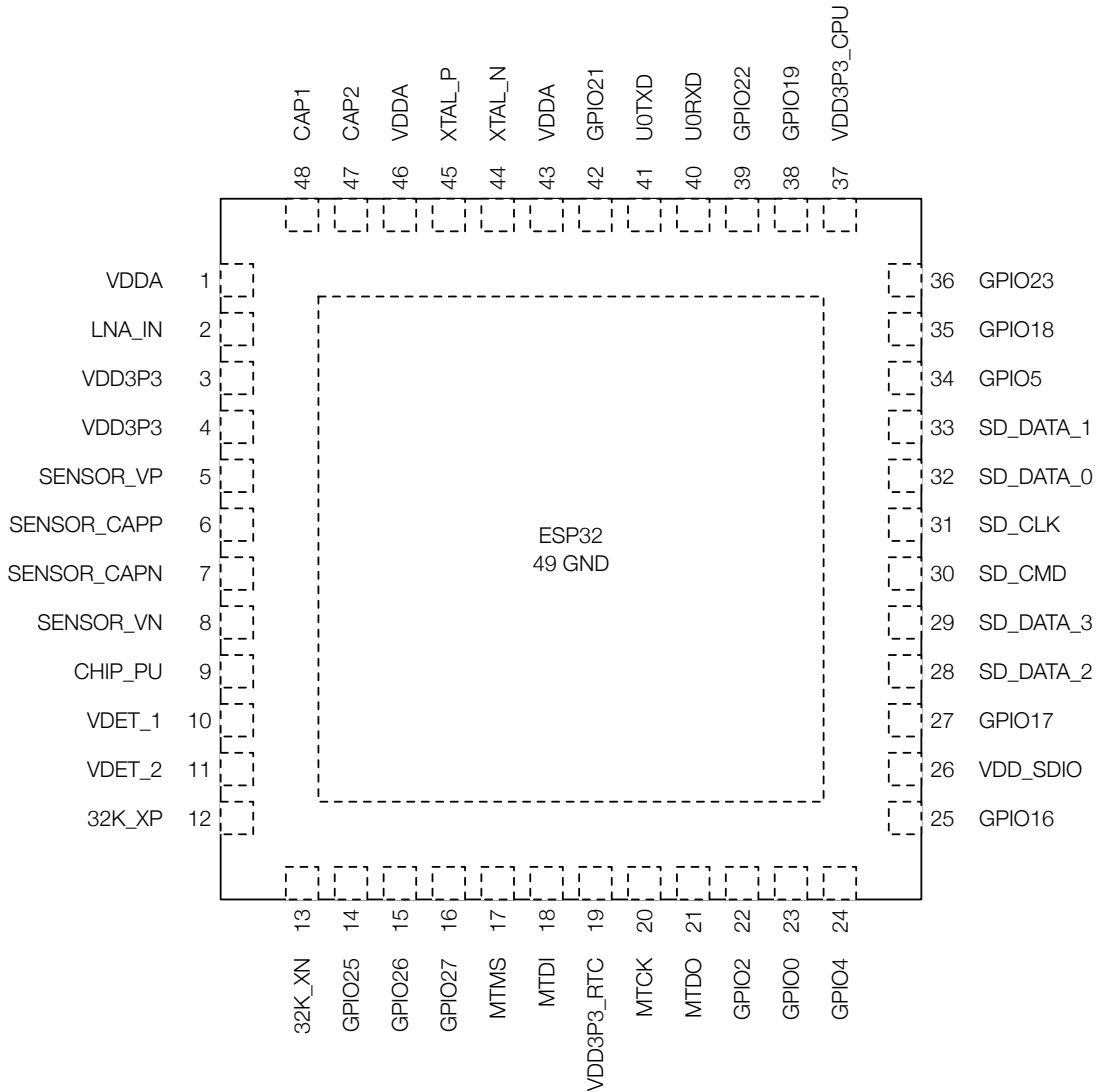 CAP1
CAP2
VDDA
XTAL_P
XTAL_N
VDDA
GPIO21
U0TXD
U0RXD
GPIO22
GPIO19
VDD3P3_CPU
48
47
46
45
44
43
42
41
40
39
38
37
VDDA 1
LNA_IN 2
VDD3P3 3
VDD3P3 4
SENSOR_VP 5
SENSOR_CAPP 6
SENSOR_CAPN 7
SENSOR_VN 8
CHIP_PU 9
VDET_1 10
VDET_2 11
32K_XP 12
ESP32
49 GND
36 GPIO23
35 GPIO18
34 GPIO5
33 SD_DATA_1
32 SD_DATA_0
31 SD_CLK
30 SD_CMD
29 SD_DATA_3
28 SD_DATA_2
27 GPIO17
26 VDD_SDIO
25 GPIO16
13
14
15
16
17
18
19
20
21
22
23
24
32K_XN
GPIO25
GPIO26
GPIO27
MTMS
MTDI
VDD3P3_RTC
MTCK
MTDO
GPIO2
GPIO0
GPIO4